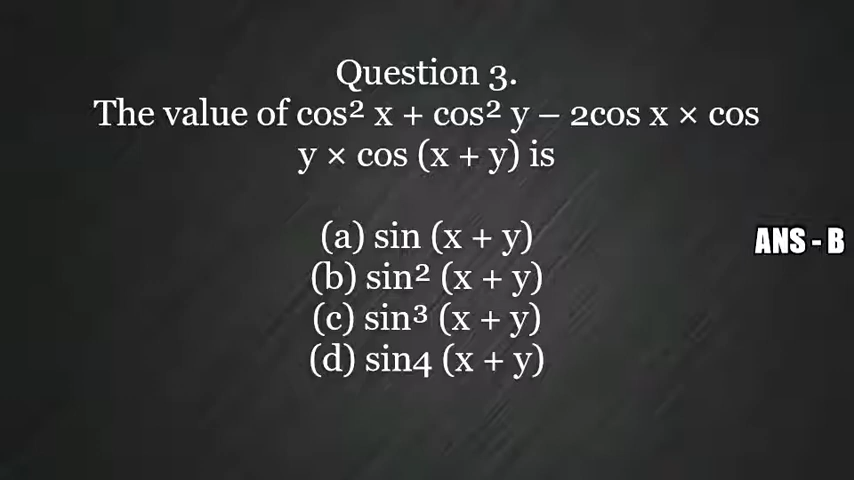 Question 3.
The value of cos² x + cos² y – 2cos x × cos
y × cos (x + y) is
(a) sin (x + y)
(b) sin² (x + y)
(c) sin³ (x + y)
(d) sin4 (x + y)
ANS - B